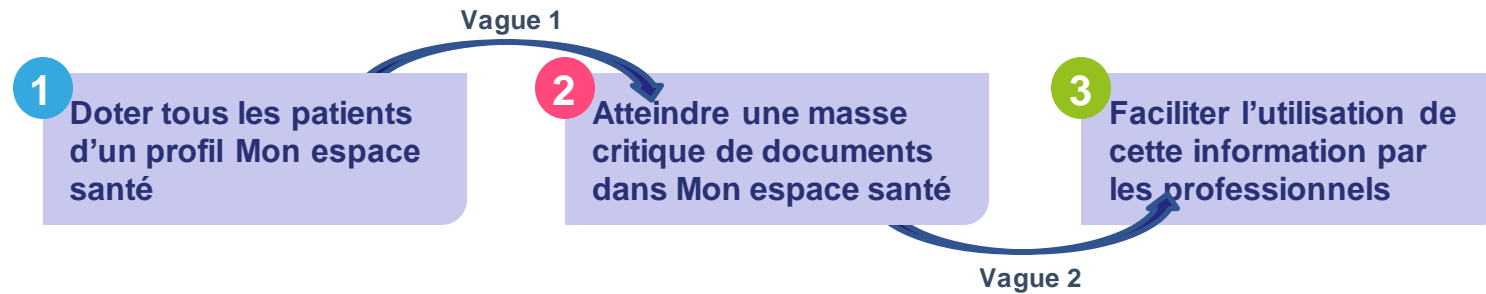 Vague 1
1
Doter tous les patients
d’un profil Mon espace
santé
2
Atteindre une masse
critique de documents
dans Mon espace santé
3
Faciliter l’utilisation de
cette information par
les professionnels
Vague 2